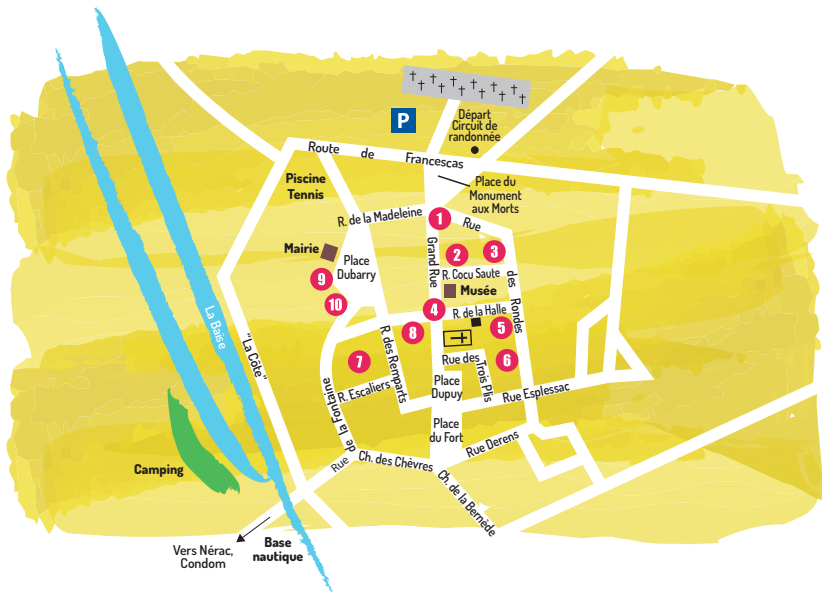 P
Départ
Circuit de
randonnée
Route de Francescas
Piscine
Tennis
Place du
Monument
aux Morts
R. de la Madeleine
1
Rue des Rondes
Mairie
Place
Dubarry
Grand Rue
2
3
R. Cocu Saute
9
Musée
10
4
R. de la Halle
La Baïse
"La Côte"
8
5
7
R. des Remparts
Rue des
Trois Plis
6
R. Escaliers
Place
Dupuy
Rue Esplessac
Rue de la Fontaine
Place
du Fort
Rue Derens
Camping
Ch. des Chèvres
Ch. de la Bernède
Vers Nérac,
Condom
Base
nautique